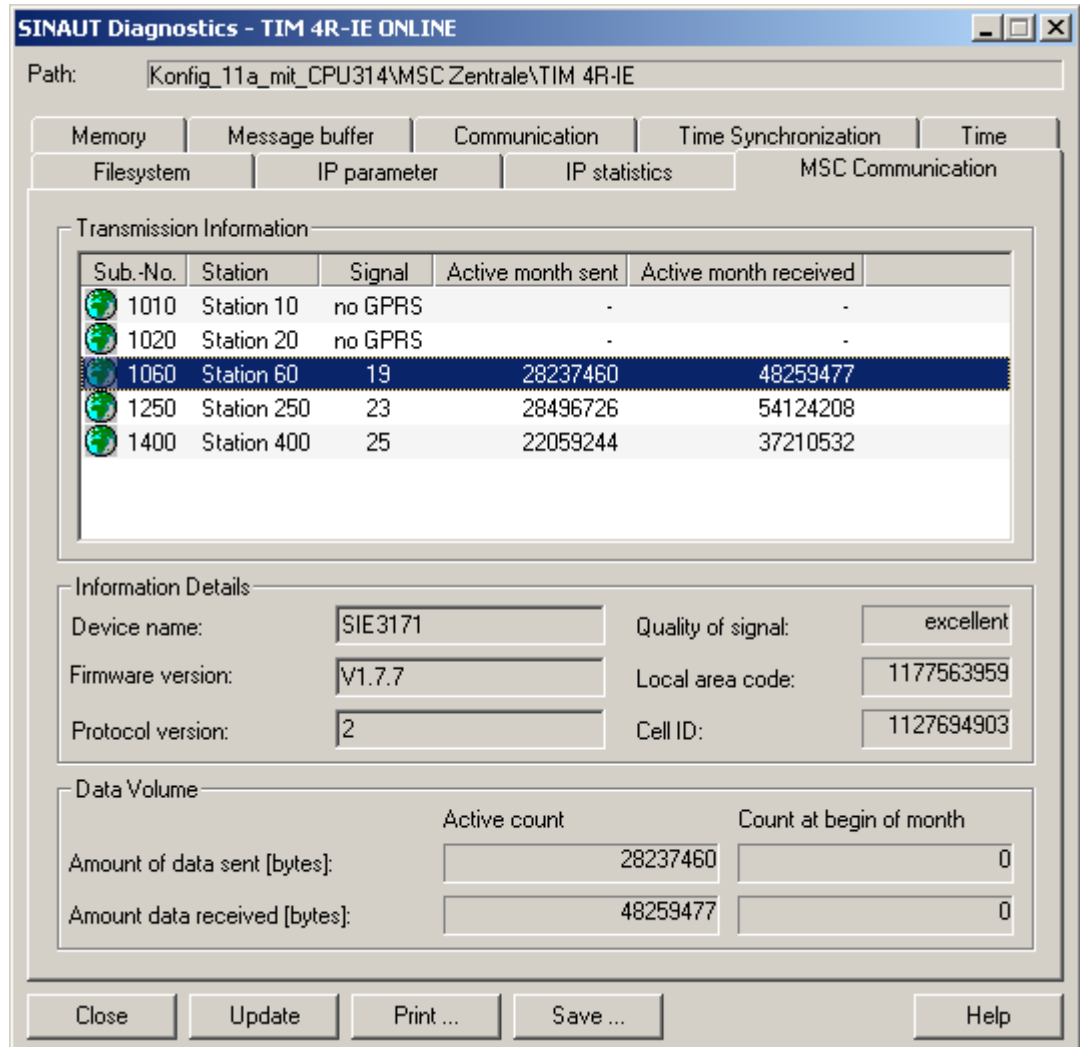 SINAUT Diagnostics - TIM 4R-IE ONLINE
Path: Konfig_11a_mit_CPU314\MSC Zentrale\TIM 4R-IE
Memory Message buffer Communication Time Synchronization Time
Filesystem IP parameter IP statistics MSC Communication
Transmission Information
Sub.-No. Station Signal Active month sent Active month received
1010 Station 10 no GPRS - -
1020 Station 20 no GPRS - -
1060 Station 60 19 28237460 48259477
1250 Station 250 23 28496726 54124208
1400 Station 400 25 22059244 37210532
Information Details
Device name: SIE3171 Quality of signal: excellent
Firmware version: V1.7.7 Local area code: 1177563959
Protocol version: 2 Cell ID: 1127694903
Data Volume
Active count Count at begin of month
Amount of data sent [bytes]: 28237460 0
Amount data received [bytes]: 48259477 0
Close Update Print ... Save ... Help